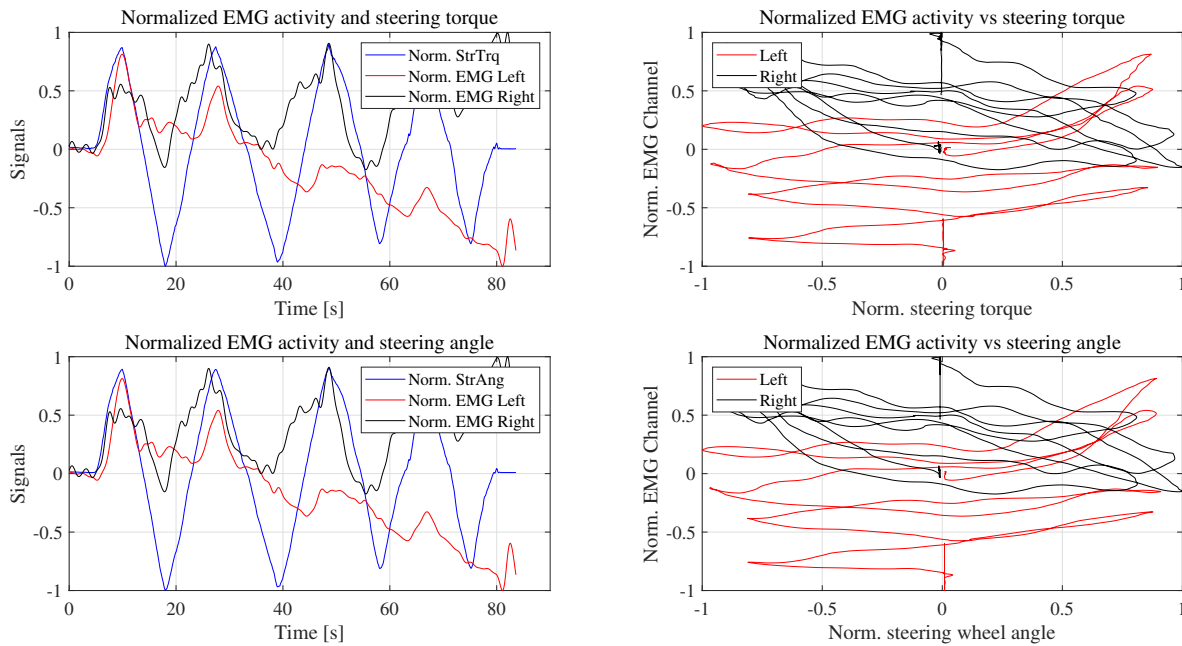 Normalized EMG activity and steering torque
1
0.5
0
-0.5
-1
Signals
Norm. StrTrq
Norm. EMG Left
Norm. EMG Right
0
20
40
60
80
Time [s]
Normalized EMG activity vs steering torque
1
0.5
0
-0.5
-1
Norm. EMG Channel
Left
Right
-1
-0.5
0
0.5
1
Norm. steering torque
Normalized EMG activity and steering angle
1
0.5
0
-0.5
-1
Signals
Norm. StrAng
Norm. EMG Left
Norm. EMG Right
0
20
40
60
80
Time [s]
Normalized EMG activity vs steering angle
1
0.5
0
-0.5
-1
Norm. EMG Channel
Left
Right
-1
-0.5
0
0.5
1
Norm. steering wheel angle